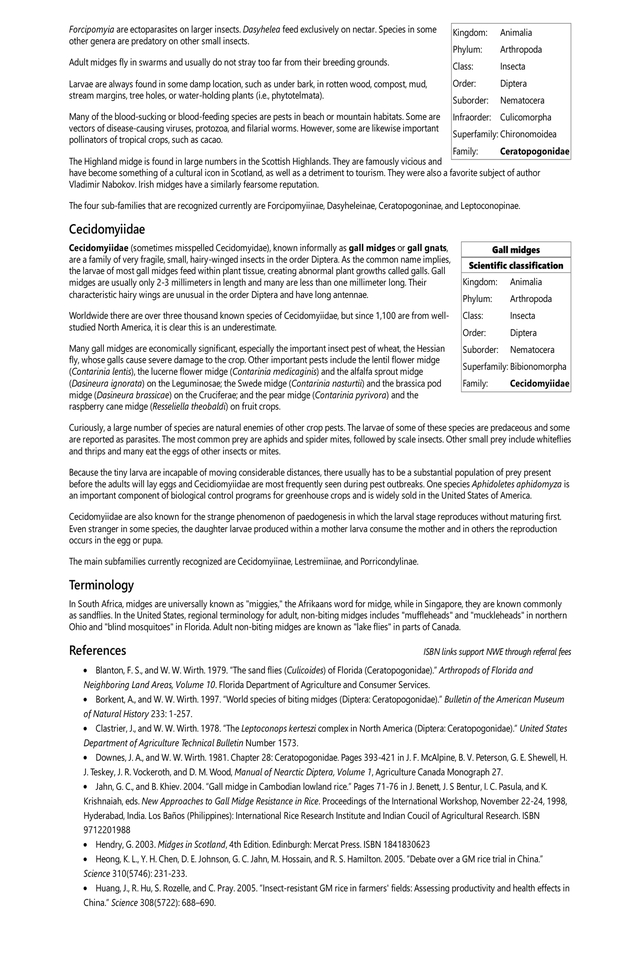 Forcipomyia are ectoparasites on larger insects. Dasyhelea feed exclusively on nectar. Species in some
other genera are predatory on other small insects.
Adult midges fly in swarms and usually do not stray too far from their breeding grounds.
Larvae are always found in some damp location, such as under bark, in rotten wood, compost, mud,
stream margins, tree holes, or water-holding plants (i.e., phytotelmata).
Many of the blood-sucking or blood-feeding species are pests in beach or mountain habitats. Some are
vectors of disease-causing viruses, protozoa, and filarial worms. However, some are likewise important
pollinators of tropical crops, such as cacao.
Kingdom: Animalia
Phylum: Arthropoda
Class: Insecta
Order: Diptera
Suborder: Nematocera
Infraorder: Culicomorpha
Superfamily: Chironomoidea
Family: Ceratopogonidae
The Highland midge is found in large numbers in the Scottish Highlands. They are famously vicious and
have become something of a cultural icon in Scotland, as well as a detriment to tourism. They were also a favorite subject of author
Vladimir Nabokov. Irish midges have a similarly fearsome reputation.
The four sub-families that are recognized currently are Forcipomyiinae, Dasyheleinae, Ceratopogoninae, and Leptoconopinae.
Cecidomyiidae
Cecidomyiidae (sometimes misspelled Cecidomyidae), known informally as gall midges or gall gnats,
are a family of very fragile, small, hairy-winged insects in the order Diptera. As the common name implies,
the larvae of most gall midges feed within plant tissue, creating abnormal plant growths called galls. Gall
midges are usually only 2-3 millimeters in length and many are less than one millimeter long. Their
characteristic hairy wings are unusual in the order Diptera and have long antennae.
Worldwide there are over three thousand known species of Cecidomyiidae, but since 1,100 are from well-
studied North America, it is clear this is an underestimate.
Many gall midges are economically significant, especially the important insect pest of wheat, the Hessian
fly, whose galls cause severe damage to the crop. Other important pests include the lentil flower midge
(Contarinia lentis), the lucerne flower midge (Contarinia medicaginis) and the alfalfa sprout midge
(Dasineura ignorata) on the Leguminosae; the Swede midge (Contarinia nasturtii) and the brassica pod
midge (Dasineura brassicae) on the Cruciferae; and the pear midge (Contarinia pyrivora) and the
raspberry cane midge (Resseliella theobaldi) on fruit crops.
Gall midges
Scientific classification
Kingdom: Animalia
Phylum: Arthropoda
Class: Insecta
Order: Diptera
Suborder: Nematocera
Superfamily: Bibionomorpha
Family: Cecidomyiidae
Curiously, a large number of species are natural enemies of other crop pests. The larvae of some of these species are predaceous and some
are reported as parasites. The most common prey are aphids and spider mites, followed by scale insects. Other small prey include whiteflies
and thrips and many eat the eggs of other insects or mites.
Because the tiny larva are incapable of moving considerable distances, there usually has to be a substantial population of prey present
before the adults will lay eggs and Cecidiomyiidae are most frequently seen during pest outbreaks. One species Aphidoletes aphidomyza is
an important component of biological control programs for greenhouse crops and is widely sold in the United States of America.
Cecidomyiidae are also known for the strange phenomenon of paedogenesis in which the larval stage reproduces without maturing first.
Even stranger in some species, the daughter larvae produced within a mother larva consume the mother and in others the reproduction
occurs in the egg or pupa.
The main subfamilies currently recognized are Cecidomyiinae, Lestremiinae, and Porricondylinae.
Terminology
In South Africa, midges are universally known as "miggies," the Afrikaans word for midge, while in Singapore, they are known commonly
as sandflies. In the United States, regional terminology for adult, non-biting midges includes "muffleheads" and "muckleheads" in northern
Ohio and "blind mosquitoes" in Florida. Adult non-biting midges are known as "lake flies" in parts of Canada.
References ISBN links support NWE through referral fees
• Blanton, F. S., and W. W. Wirth. 1979. "The sand flies (Culicoides) of Florida (Ceratopogonidae)." Arthropods of Florida and
Neighboring Land Areas, Volume 10. Florida Department of Agriculture and Consumer Services.
• Borkent, A., and W. W. Wirth. 1997. "World species of biting midges (Diptera: Ceratopogonidae)." Bulletin of the American Museum
of Natural History 233: 1-257.
• Clastrier, J., and W. W. Wirth. 1978. "The Leptoconops kerteszi complex in North America (Diptera: Ceratopogonidae)." United States
Department of Agriculture Technical Bulletin Number 1573.
• Downes, J. A., and W. W. Wirth. 1981. Chapter 28: Ceratopogonidae. Pages 393-421 in J. F. McAlpine, B. V. Peterson, G. E. Shewell, H.
J. Teskey, J. R. Vockeroth, and D. M. Wood, Manual of Nearctic Diptera, Volume 1, Agriculture Canada Monograph 27.
• Jahn, G. C., and B. Khiev. 2004. "Gall midge in Cambodian lowland rice." Pages 71-76 in J. Benett, J. S Bentur, I. C. Pasula, and K.
Krishnaiah, eds. New Approaches to Gall Midge Resistance in Rice. Proceedings of the International Workshop, November 22-24, 1998,
Hyderabad, India. Los Baños (Philippines): International Rice Research Institute and Indian Coucil of Agricultural Research. ISBN
9712201988
• Hendry, G. 2003. Midges in Scotland, 4th Edition. Edinburgh: Mercat Press. ISBN 1841830623
• Heong, K. L., Y. H. Chen, D. E. Johnson, G. C. Jahn, M. Hossain, and R. S. Hamilton. 2005. "Debate over a GM rice trial in China."
Science 310(5746): 231-233.
• Huang, J., R. Hu, S. Rozelle, and C. Pray. 2005. "Insect-resistant GM rice in farmers' fields: Assessing productivity and health effects in
China." Science 308(5722): 688–690.